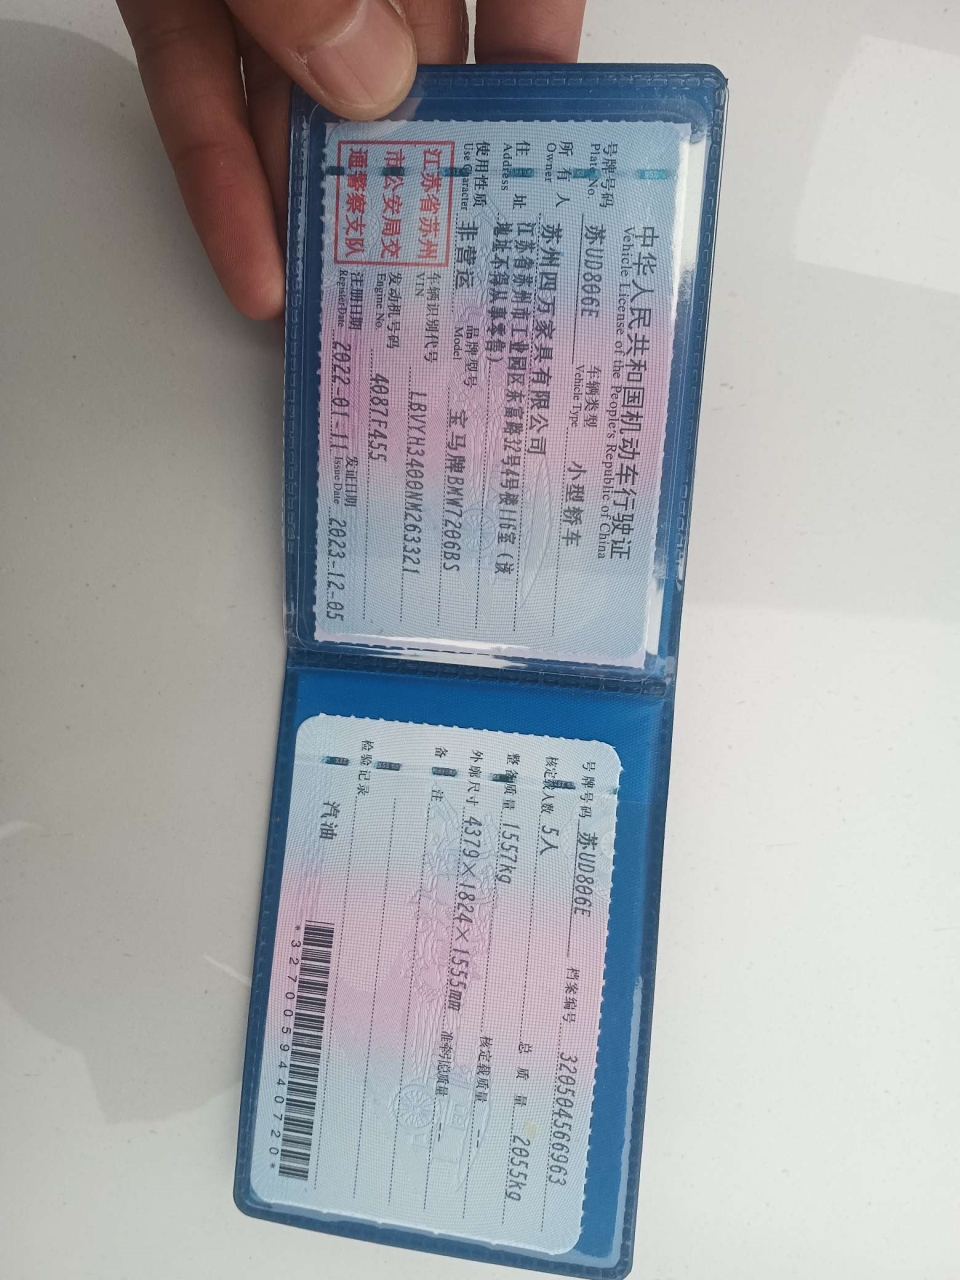 中华人民共和国机动车行驶证
Vehicle License of the People's Republic of China
号牌号码 苏UD806E 车辆类型 小型轿车
Plate No. Vehicle Type
所有人 苏州四万家具有限公司
Owner
住址 江苏省苏州市工业园区东富路32号4号楼116室(该
Address 地址不得从事零售)
使用性质 非营运 品牌型号 宝马牌BMW7206BS
Use Character Model
江苏省苏州
市公安局交
通警察支队
车辆识别代号 LBVYH3400NM263321
VIN
发动机号码 4087F455
Engine No.
注册日期 2022-01-11 发证日期 2023-12-05
Register Date Issue Date
号牌号码 苏UD806E 档案编号 320504566963
核定载人数 5人 总质量 2055kg
整备质量 1557kg 核定载质量 --
外廓尺寸 4379×1824×1555mm 准牵引总质量 --
备注
检验记录 汽油
*3270059440720*